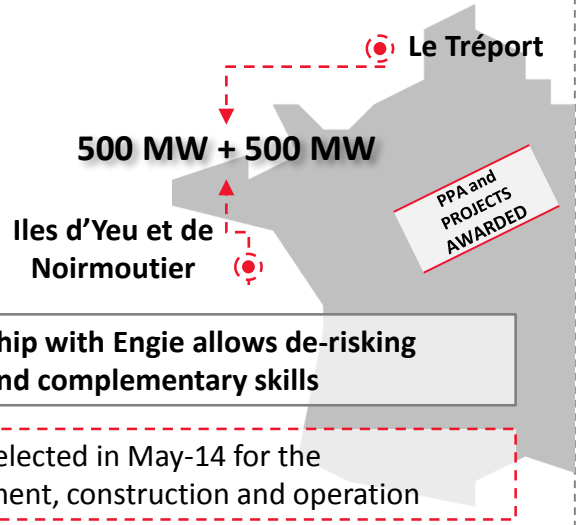 Le Tréport
500 MW + 500 MW
PPA and
PROJECTS
AWARDED
Iles d'Yeu et de
Noirmoutier
hip with Engie allows de-risking
nd complementary skills
elected in May-14 for the
ent, construction and operation